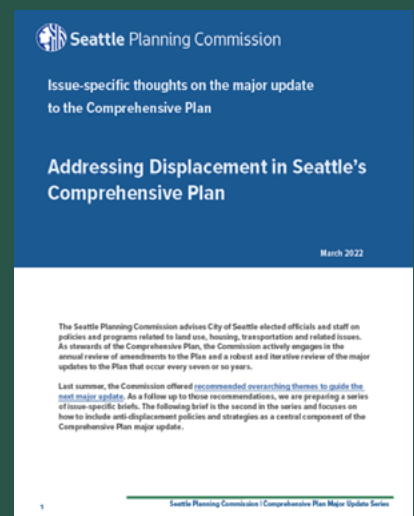 Seattle Planning Commission
Issue-specific thoughts on the major update
to the Comprehensive Plan
Addressing Displacement in Seattle's
Comprehensive Plan
March 2022
The Seattle Planning Commission advises City of Seattle elected officials and staff on
policies and programs related to land use, housing, transportation and related issues.
As stewards of the Comprehensive Plan, the Commission actively engages in the
annual review of amendments to the Plan and a robust and iterative review of the major
updates to the Plan that occur every seven or so years.
Last summer, the Commission offered recommended overarching themes to guide the
next major update. As a follow up to those recommendations, we are preparing a series
of issue-specific briefs. The following brief is the second in the series and focuses on
how to include anti-displacement policies and strategies as a central component of the
Comprehensive Plan major update.
1
Seattle Planning Commission | Comprehensive Plan Major Update Series